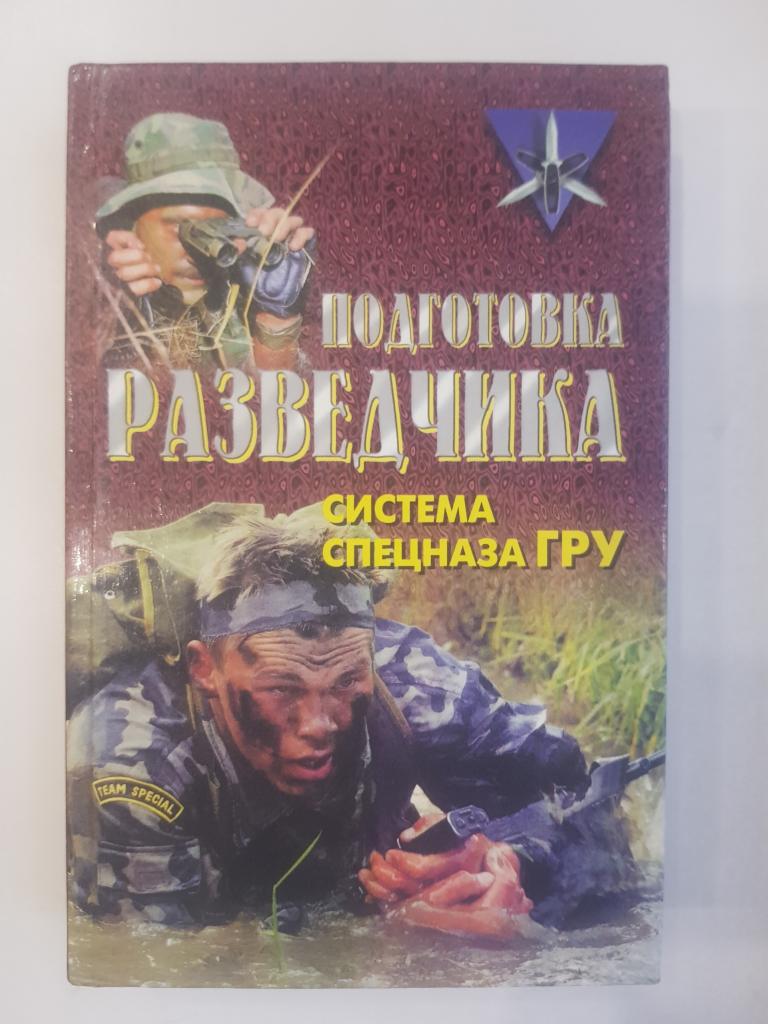 ПОДГОТОВКА
РАЗВЕДЧИКА
СИСТЕМА
СПЕЦНАЗА ГРУ
TEAM SPECIAL